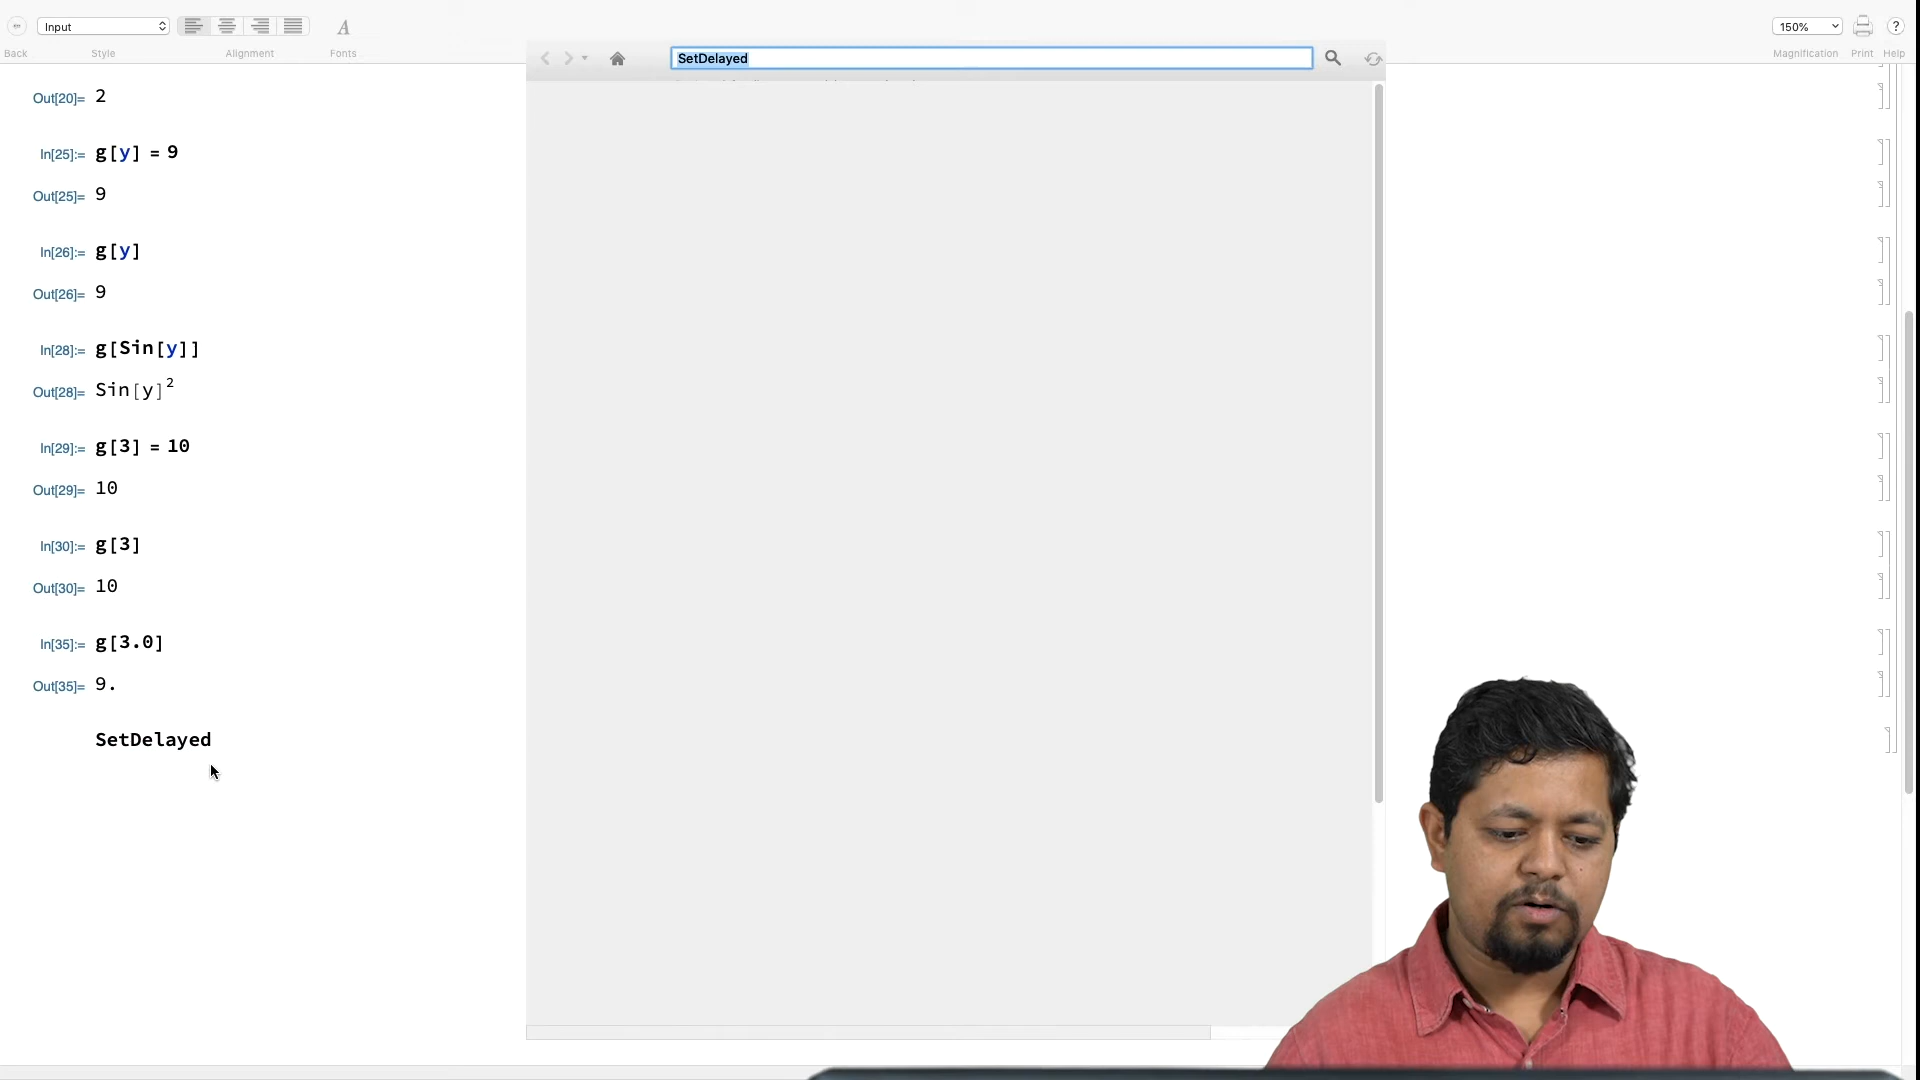 Input
150%
Back
Style
Alignment
Fonts
Magnification
Print
Help
SetDelayed
Out[20]= 2
In[25]:= g[y] = 9
Out[25]= 9
In[26]:= g[y]
Out[26]= 9
In[28]:= g[Sin[y]]
Out[28]= Sin[y]²
In[29]:= g[3] = 10
Out[29]= 10
In[30]:= g[3]
Out[30]= 10
In[35]:= g[3.0]
Out[35]= 9.
SetDelayed